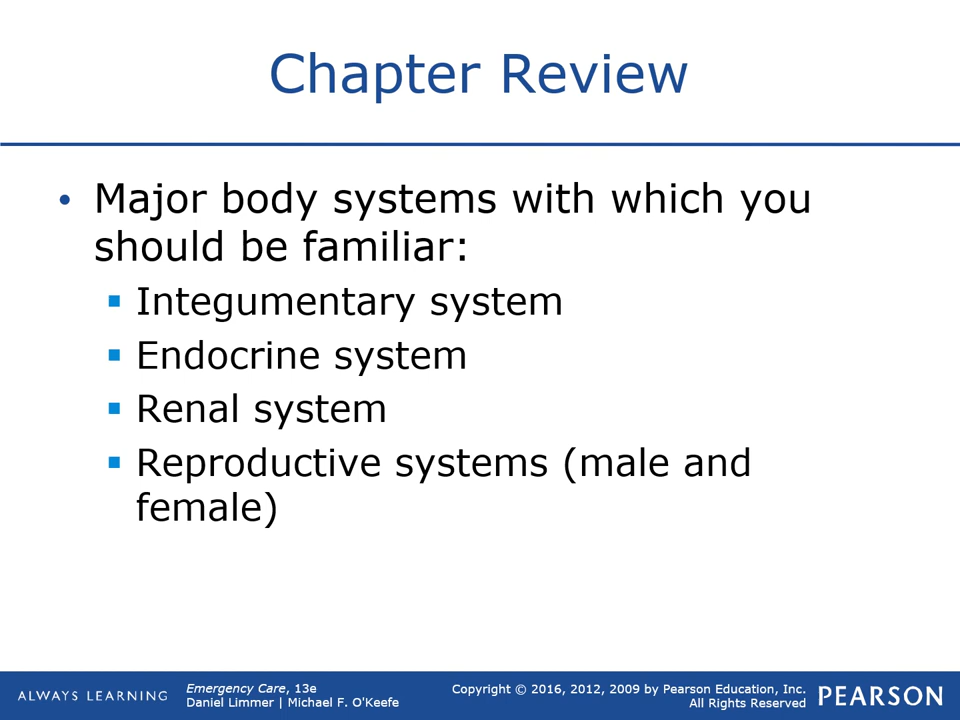 Chapter Review
• Major body systems with which you
should be familiar:
▪ Integumentary system
▪ Endocrine system
▪ Renal system
▪ Reproductive systems (male and
female)
ALWAYS LEARNING
Emergency Care, 13e
Daniel Limmer | Michael F. O'Keefe
Copyright © 2016, 2012, 2009 by Pearson Education, Inc.
All Rights Reserved
PEARSON